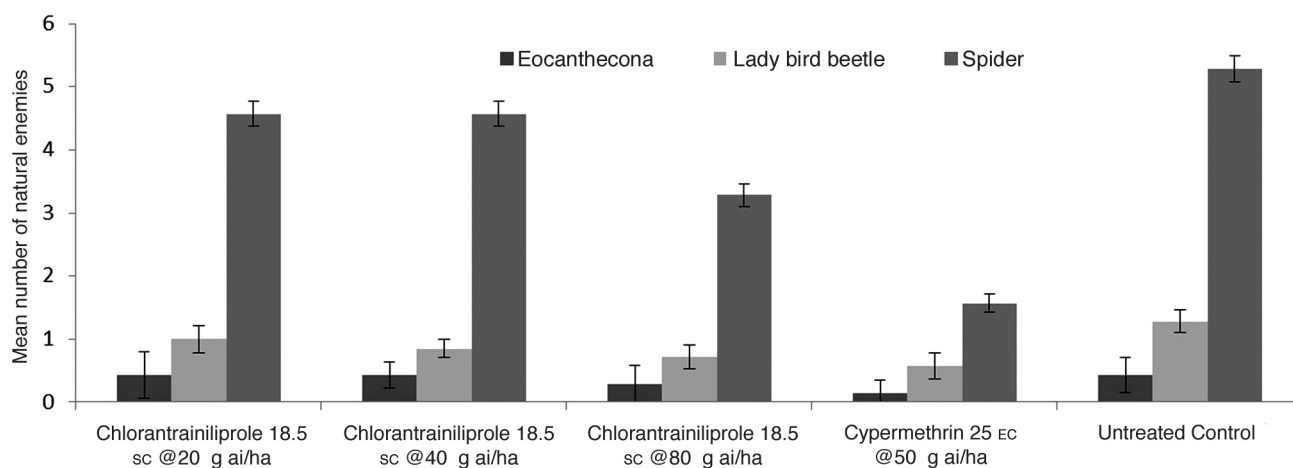 6
5
4
3
2
1
0
Mean number of natural enemies
Eocanthecona
Lady bird beetle
Spider
Chlorantrainiliprole 18.5
SC @20 g ai/ha
Chlorantrainiliprole 18.5
SC @40 g ai/ha
Chlorantrainiliprole 18.5
SC @80 g ai/ha
Cypermethrin 25 EC
@50 g ai/ha
Untreated Control